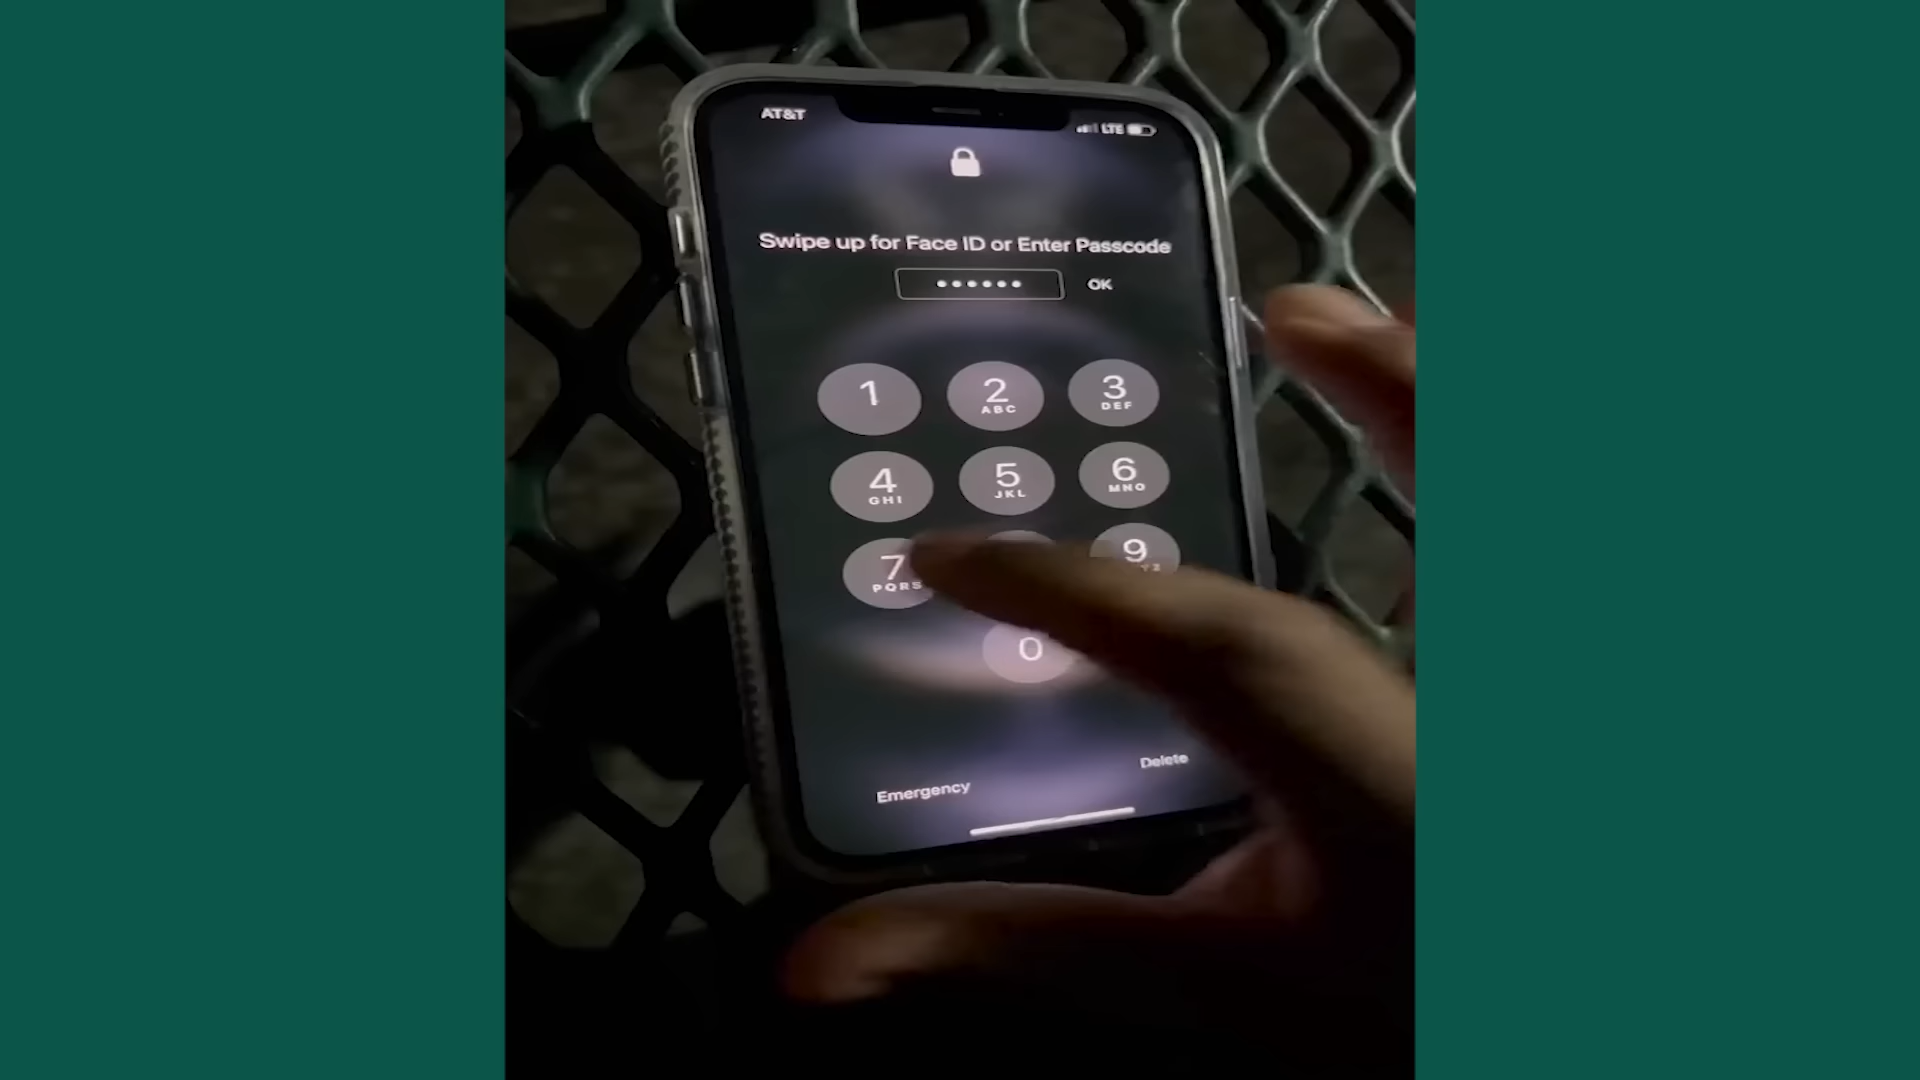 AT&T LTE
Swipe up for Face ID or Enter Passcode
OK
1 2 3
ABC DEF
4 5 6
GHI JKL MNO
7 9
PQRS
0
Delete
Emergency